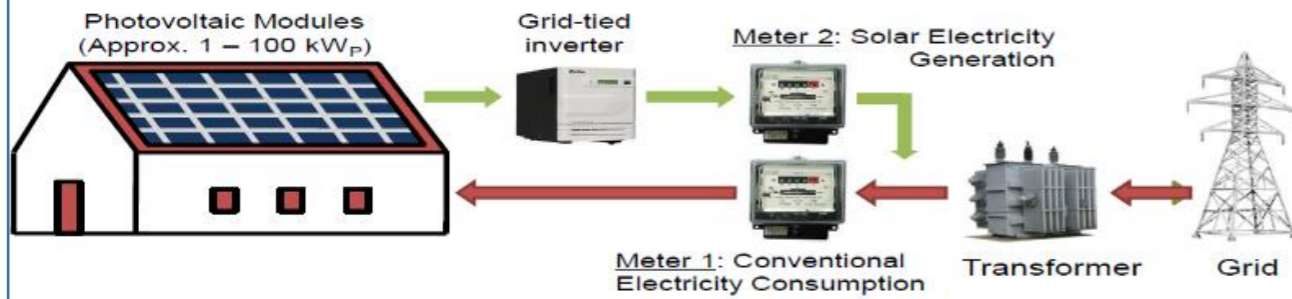 Photovoltaic Modules
(Approx. 1 – 100 kWP)
Grid-tied
inverter
Meter 2: Solar Electricity
Generation
Meter 1: Conventional
Electricity Consumption
Transformer
Grid